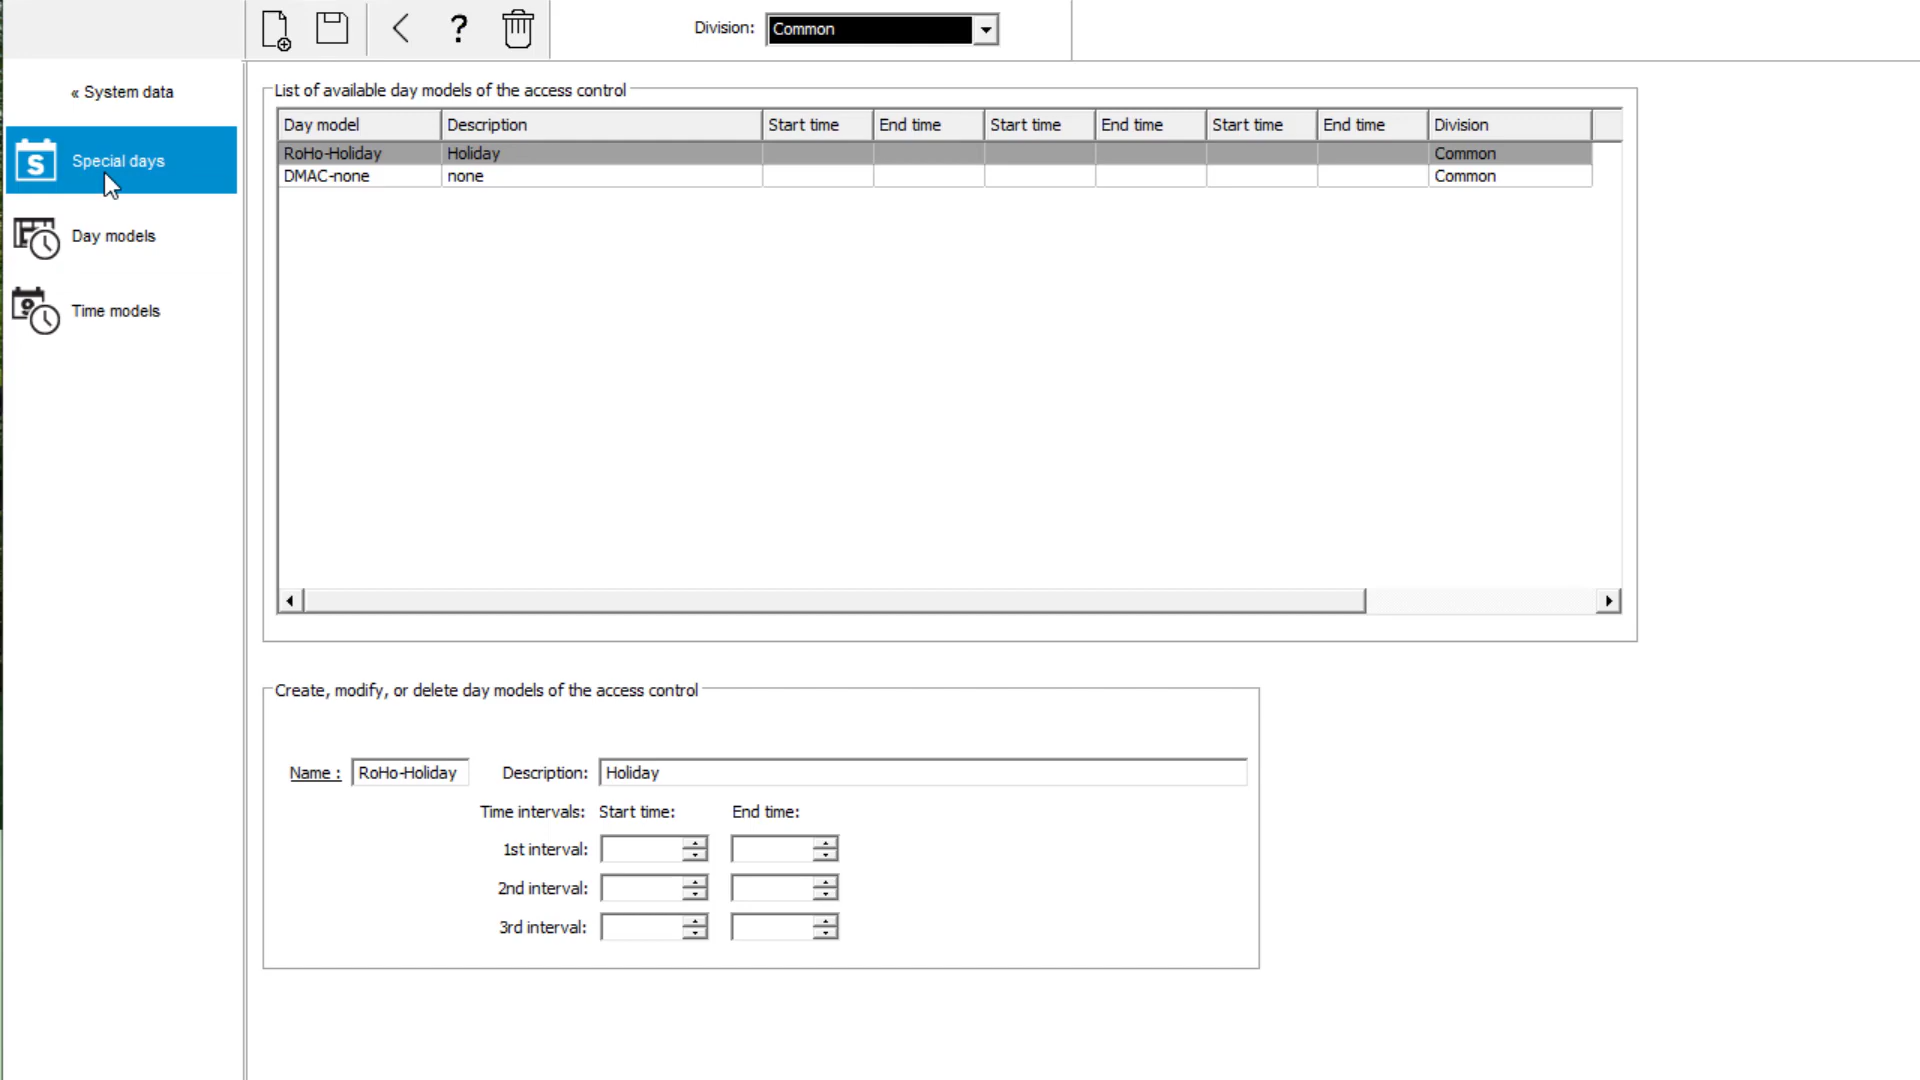 Division: Common
« System data
Special days
Day models
Time models
List of available day models of the access control
Day model Description Start time End time Start time End time Start time End time Division
RoHo-Holiday Holiday Common
DMAC-none none Common
Create, modify, or delete day models of the access control
Name : RoHo-Holiday Description: Holiday
Time intervals: Start time: End time:
1st interval:
2nd interval:
3rd interval: